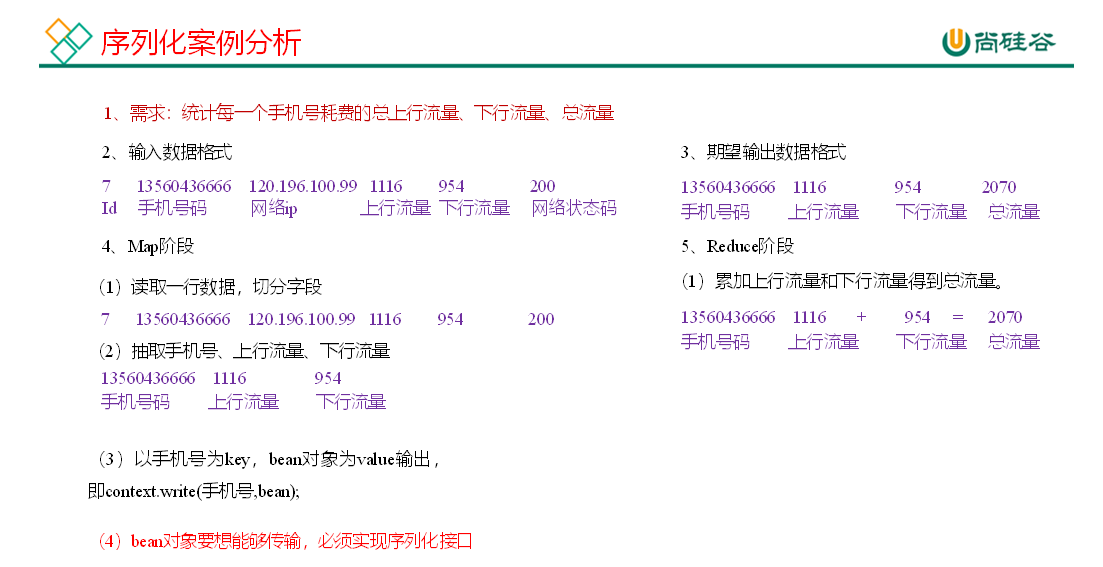 序列化案例分析
尚硅谷
1、需求：统计每一个手机号耗费的总上行流量、下行流量、总流量
2、输入数据格式
7 13560436666 120.196.100.99 1116 954 200
Id 手机号码 网络ip 上行流量 下行流量 网络状态码
4、Map阶段
（1）读取一行数据，切分字段
7 13560436666 120.196.100.99 1116 954 200
（2）抽取手机号、上行流量、下行流量
13560436666 1116 954
手机号码 上行流量 下行流量
（3）以手机号为key，bean对象为value输出，
即context.write(手机号,bean);
（4）bean对象要想能够传输，必须实现序列化接口
3、期望输出数据格式
13560436666 1116 954 2070
手机号码 上行流量 下行流量 总流量
5、Reduce阶段
（1）累加上行流量和下行流量得到总流量。
13560436666 1116 + 954 = 2070
手机号码 上行流量 下行流量 总流量